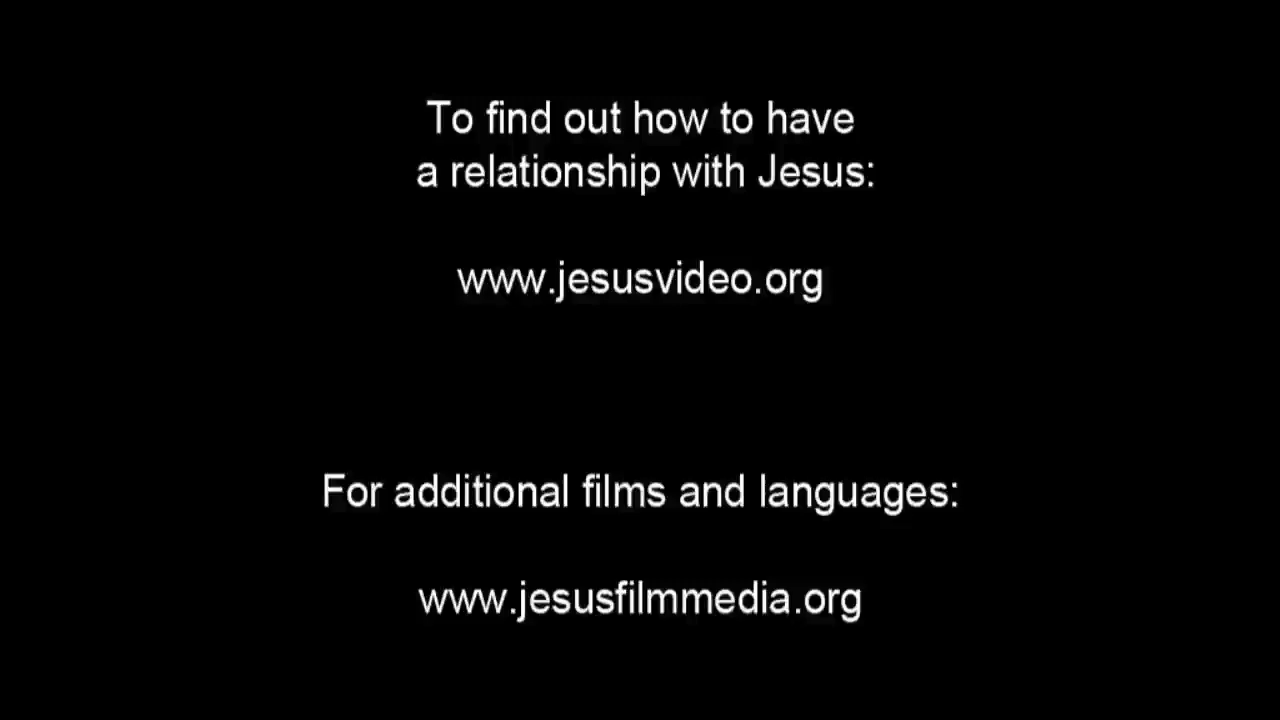 To find out how to have
a relationship with Jesus:
www.jesusvideo.org
For additional films and languages:
www.jesusfilmmedia.org